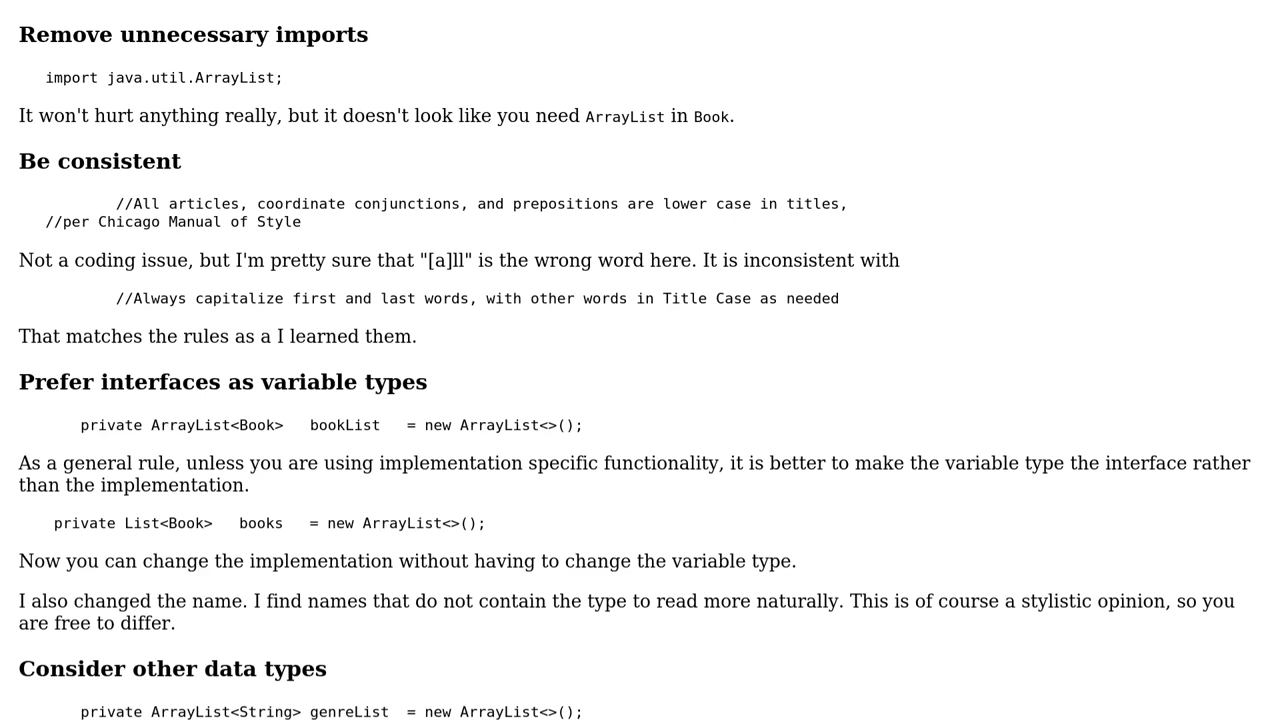 Remove unnecessary imports
import java.util.ArrayList;
It won't hurt anything really, but it doesn't look like you need ArrayList in Book.
Be consistent
//All articles, coordinate conjunctions, and prepositions are lower case in titles,
//per Chicago Manual of Style
Not a coding issue, but I'm pretty sure that "[a]ll" is the wrong word here. It is inconsistent with
//Always capitalize first and last words, with other words in Title Case as needed
That matches the rules as a I learned them.
Prefer interfaces as variable types
private ArrayList<Book>   bookList   = new ArrayList<>();
As a general rule, unless you are using implementation specific functionality, it is better to make the variable type the interface rather
than the implementation.
private List<Book>   books   = new ArrayList<>();
Now you can change the implementation without having to change the variable type.
I also changed the name. I find names that do not contain the type to read more naturally. This is of course a stylistic opinion, so you
are free to differ.
Consider other data types
private ArrayList<String> genreList  = new ArrayList<>();